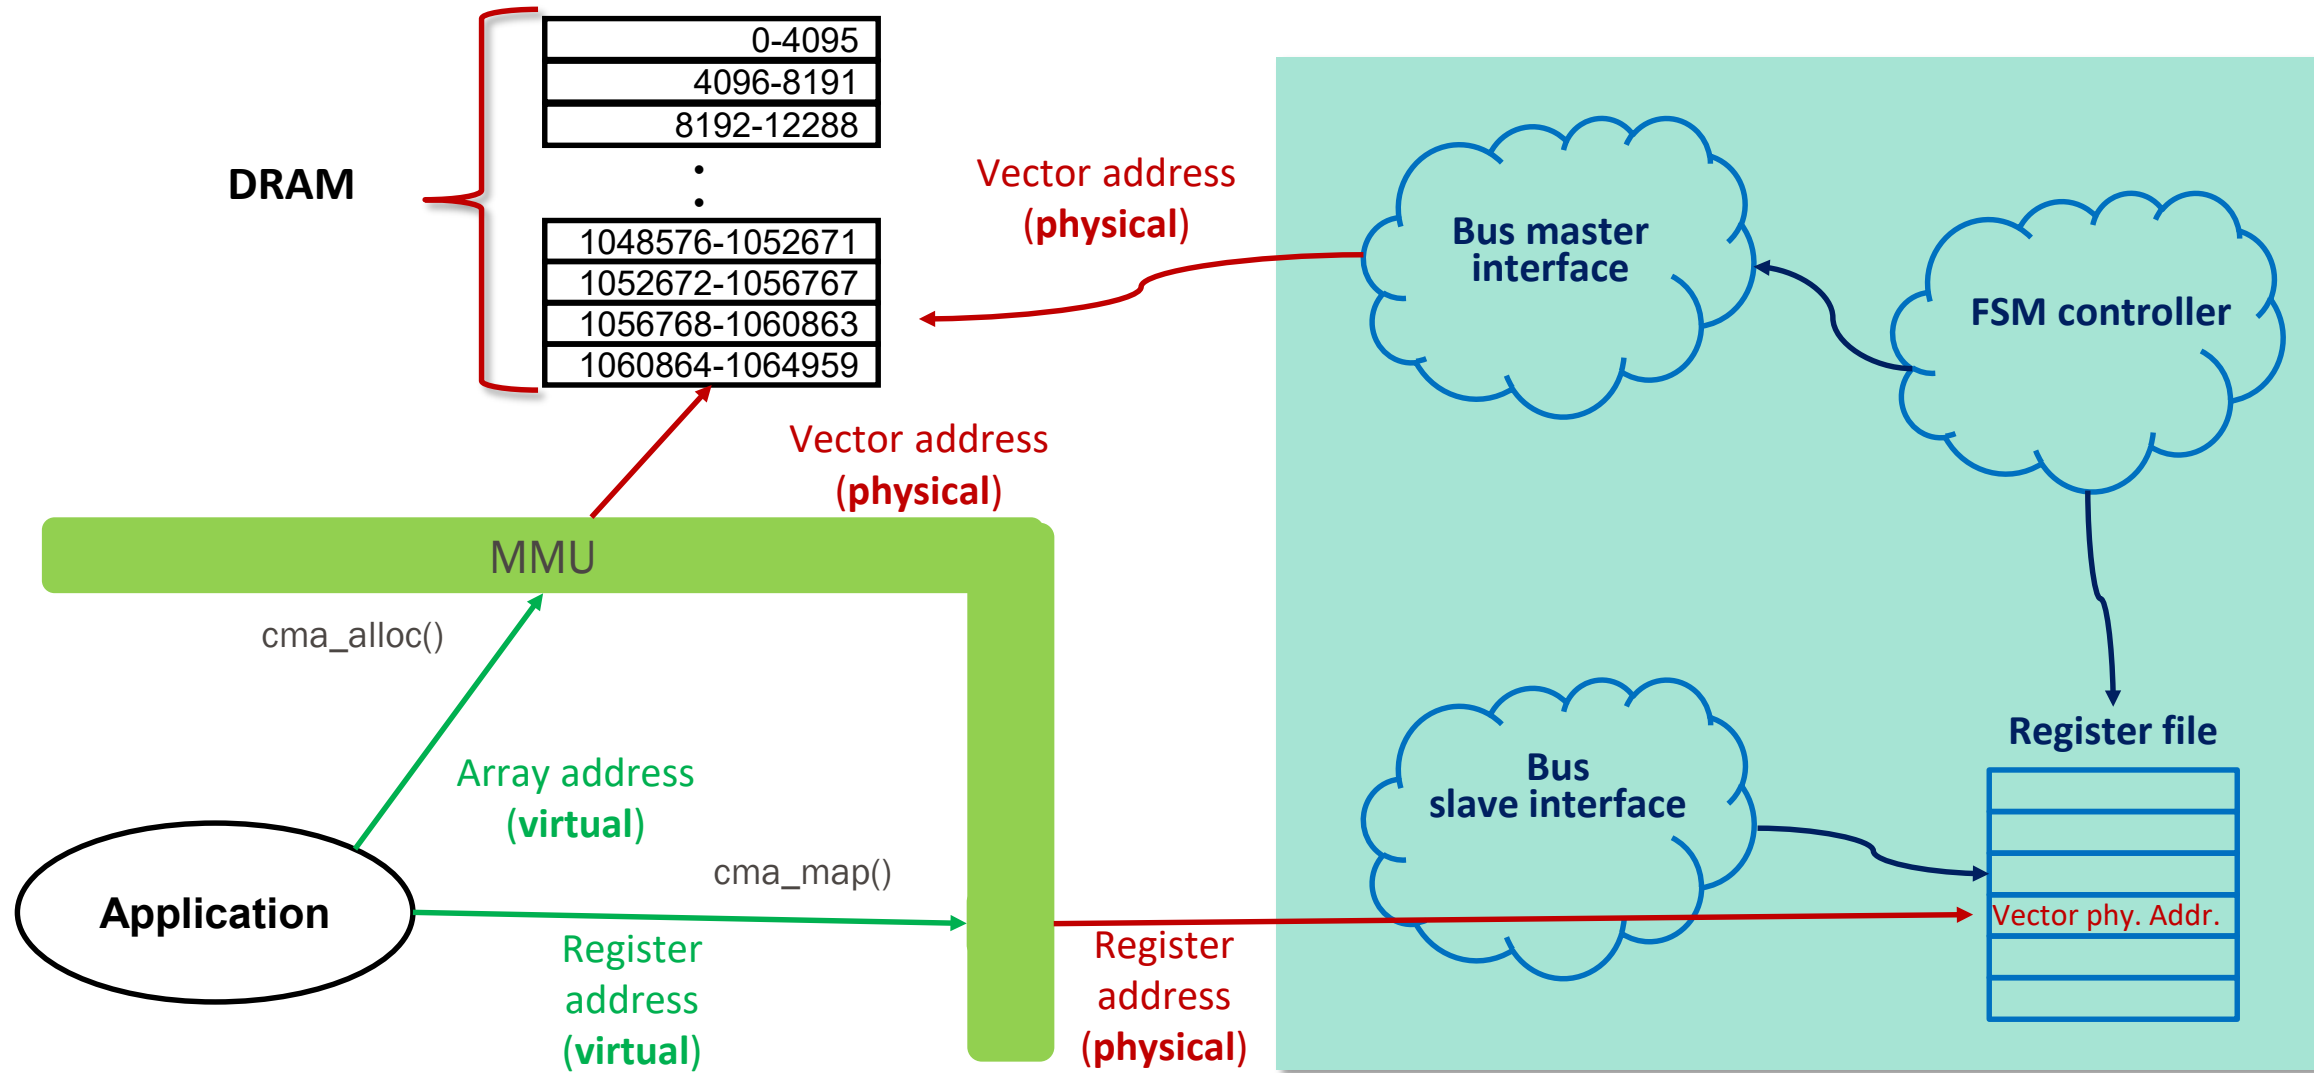 0-4095
4096-8191
8192-12288
DRAM
1048576-1052671
1052672-1056767
1056768-1060863
1060864-1064959
Vector address
(physical)
Bus master
interface
FSM controller
Vector address
(physical)
MMU
cma_alloc()
Array address
(virtual)
Application
cma_map()
Register
address
(virtual)
Register
address
(physical)
Bus
slave interface
Register file
Vector phy. Addr.